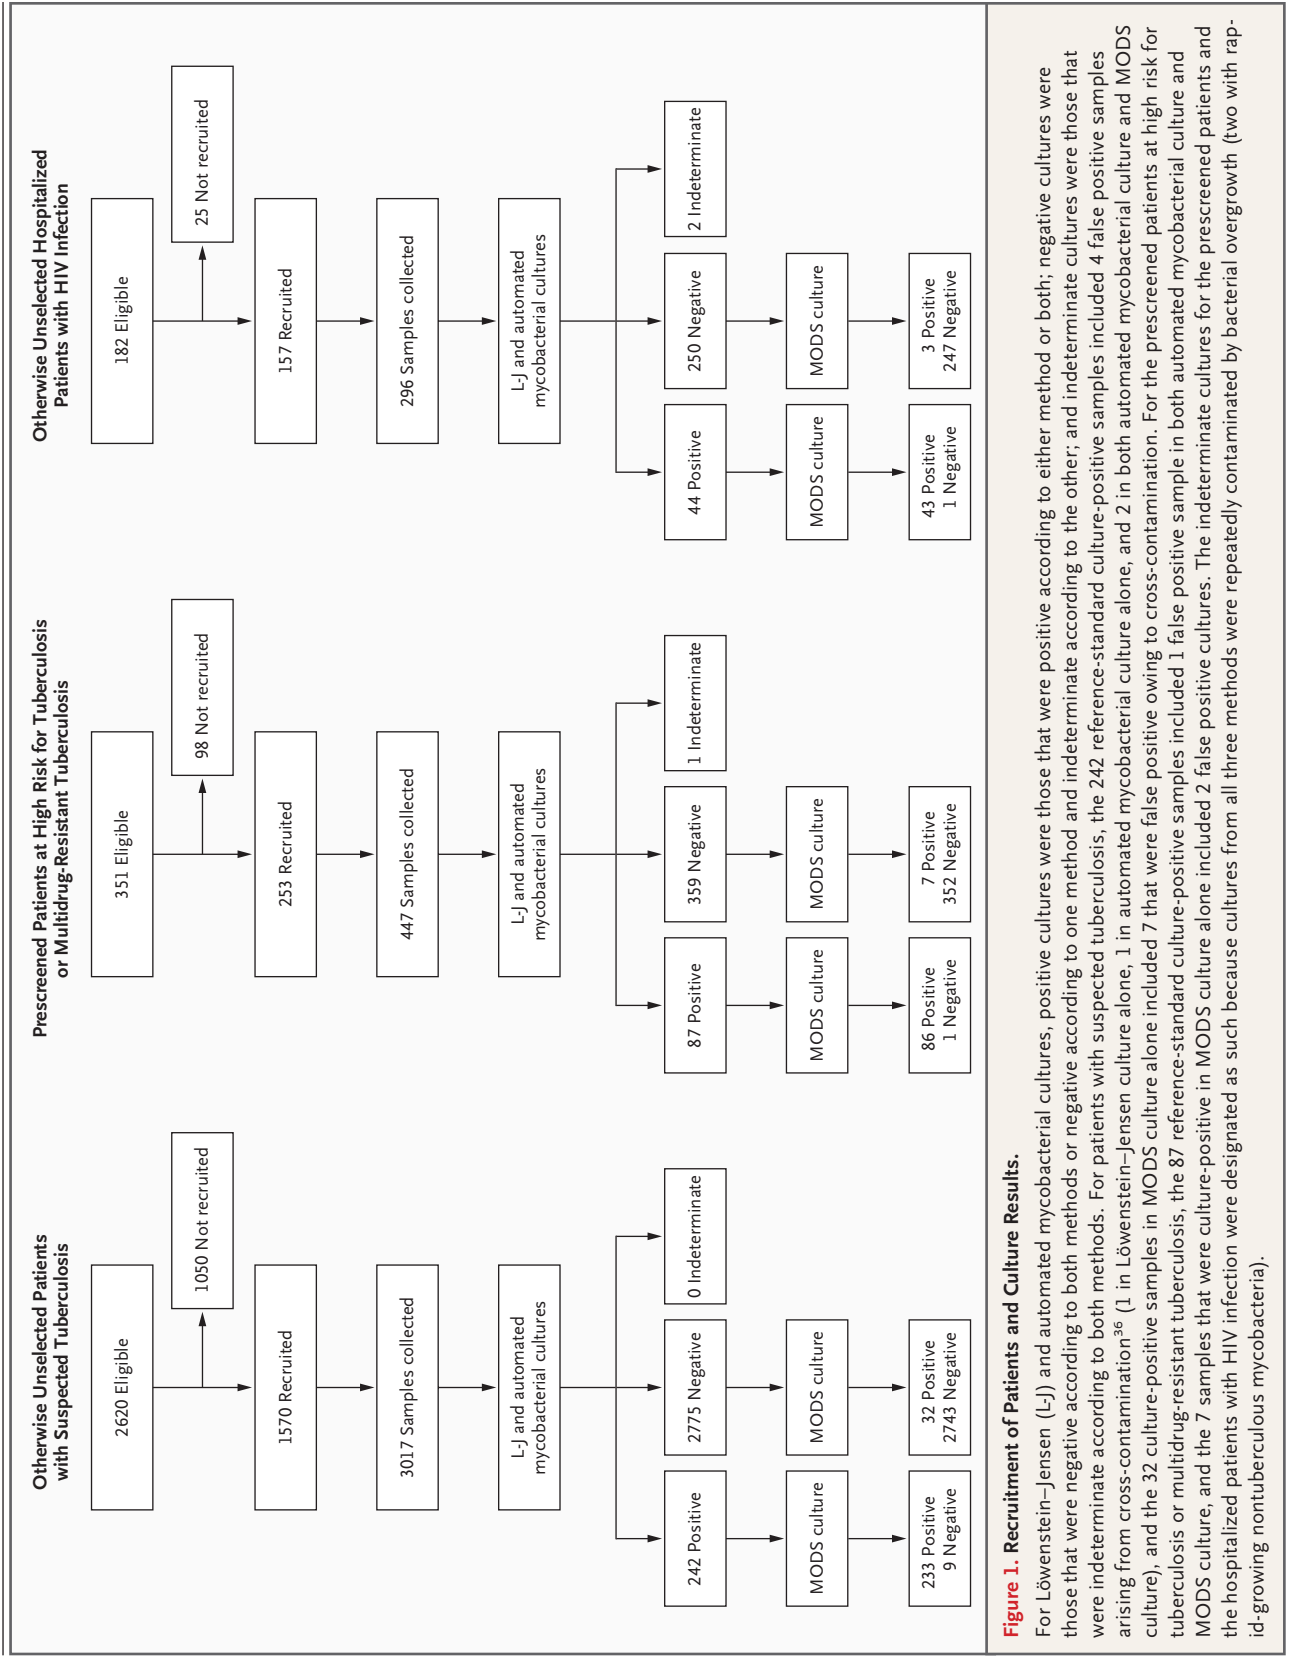 Otherwise Unselected Patients
with Suspected Tuberculosis
2620 Eligible
1050 Not recruited
1570 Recruited
3017 Samples collected
L-J and automated
mycobacterial cultures
242 Positive
2775 Negative
0 Indeterminate
MODS culture
MODS culture
233 Positive
9 Negative
32 Positive
2743 Negative
Prescreened Patients at High Risk for Tuberculosis
or Multidrug-Resistant Tuberculosis
351 Eligible
98 Not recruited
253 Recruited
447 Samples collected
L-J and automated
mycobacterial cultures
87 Positive
359 Negative
1 Indeterminate
MODS culture
MODS culture
86 Positive
1 Negative
7 Positive
352 Negative
Otherwise Unselected Hospitalized
Patients with HIV Infection
182 Eligible
25 Not recruited
157 Recruited
296 Samples collected
L-J and automated
mycobacterial cultures
44 Positive
250 Negative
2 Indeterminate
MODS culture
MODS culture
43 Positive
1 Negative
3 Positive
247 Negative
Figure 1. Recruitment of Patients and Culture Results.
For Löwenstein–Jensen (L-J) and automated mycobacterial cultures, positive cultures were those that were positive according to either method or both; negative cultures were
those that were negative according to both methods or negative according to one method and indeterminate according to the other; and indeterminate cultures were those that
were indeterminate according to both methods. For patients with suspected tuberculosis, the 242 reference-standard culture-positive samples included 4 false positive samples
arising from cross-contamination36 (1 in Löwenstein–Jensen culture alone, 1 in automated mycobacterial culture alone, and 2 in both automated mycobacterial culture and MODS
culture), and the 32 culture-positive samples in MODS culture alone included 7 that were false positive owing to cross-contamination. For the prescreened patients at high risk for
tuberculosis or multidrug-resistant tuberculosis, the 87 reference-standard culture-positive samples included 1 false positive sample in both automated mycobacterial culture and
MODS culture, and the 7 samples that were culture-positive in MODS culture alone included 2 false positive cultures. The indeterminate cultures for the prescreened patients and
the hospitalized patients with HIV infection were designated as such because cultures from all three methods were repeatedly contaminated by bacterial overgrowth (two with rap-
id-growing nontuberculous mycobacteria).